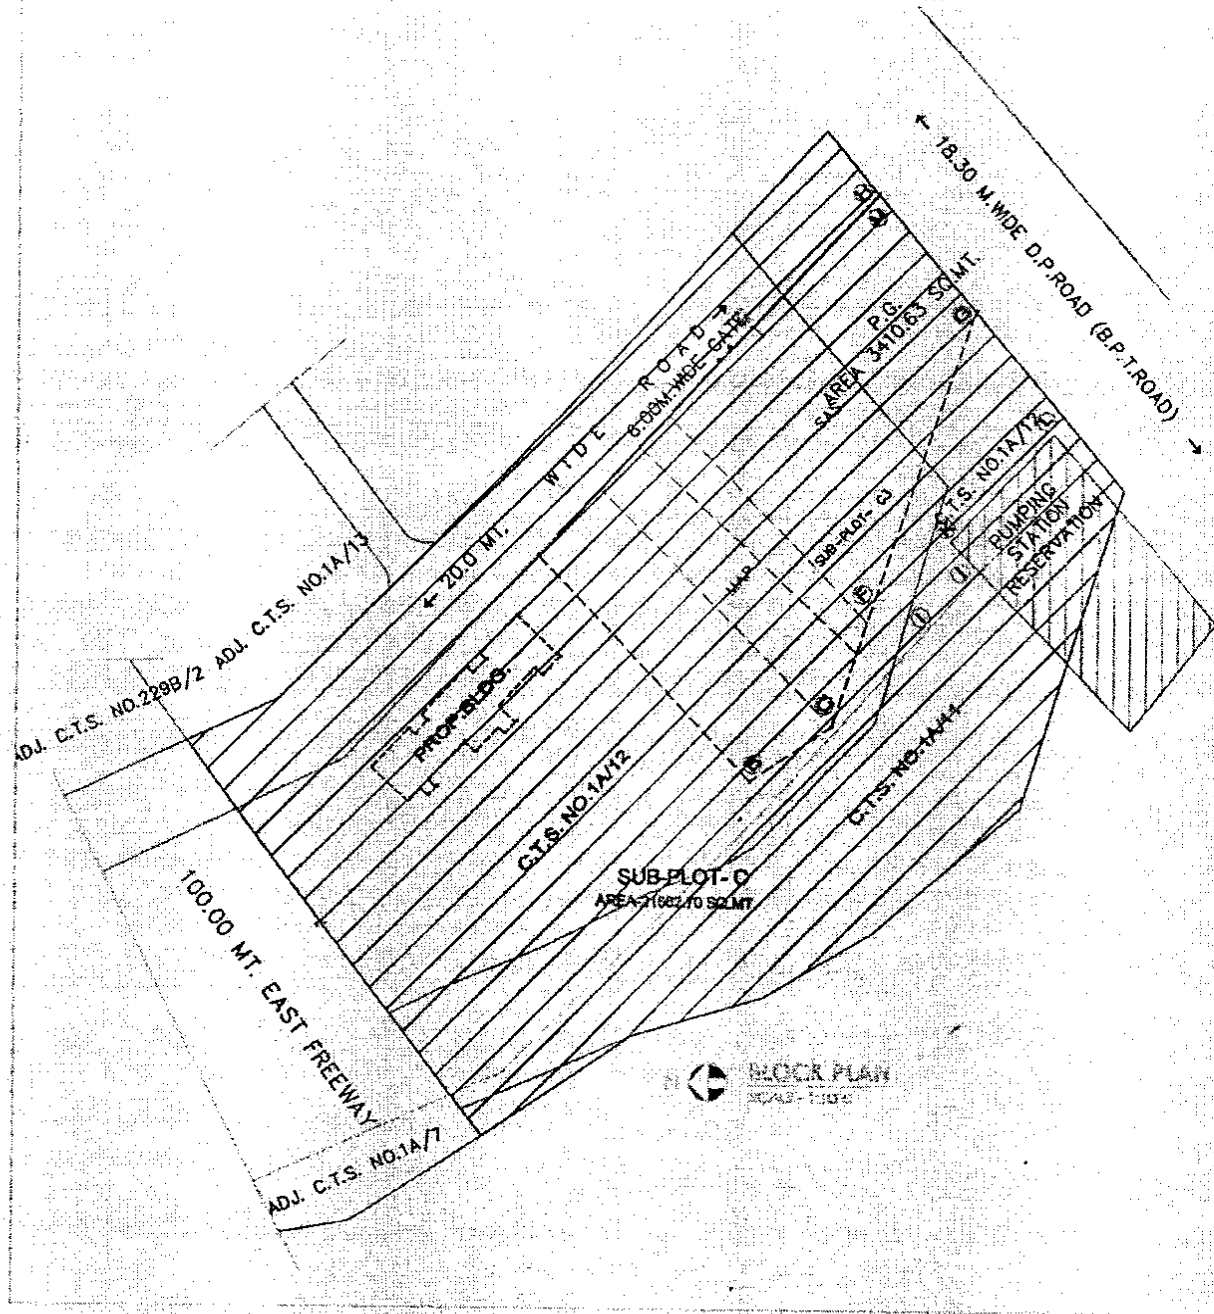 18.30 M.WIDE D.P.ROAD (B.P.T.ROAD)
P.G.
AREA 3410.63 SQ.MT.
20.0 MT. WIDE ROAD
6.00M.WIDE GATE
C.T.S. NO.1A/12
PUMPING
STATION
RESERVATION
SUB-PLOT-
ADJ. C.T.S. NO.1A/13
ADJ. C.T.S. NO.229B/2
PROP.BLDG.
C.T.S. NO.1A/12
C.T.S. NO.1A/11
SUB-PLOT-C
SQ.MT
100.00 MT. EAST FREEWAY
ADJ. C.T.S. NO.1A/7
BLOCK PLAN